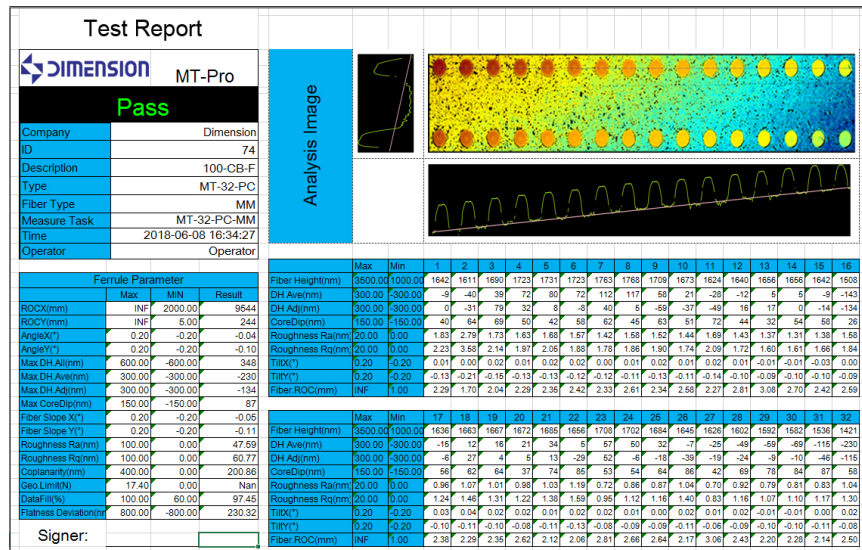 Test Report
DIMENSION MT-Pro
Pass
Company Dimension
ID 74
Description 100-CB-F
Type MT-32-PC
Fiber Type MM
Measure Task MT-32-PC-MM
Time 2018-06-08 16:34:27
Operator Operator
Analysis Image
Ferrule Parameter
Max MIN Result
ROCX(mm) INF 2000.00 9544
ROCY(mm) INF 5.00 244
AngleX(°) 0.20 -0.20 -0.04
AngleY(°) 0.20 -0.20 -0.10
Max.DH.All(nm) 600.00 -600.00 348
Max.DH.Ave(nm) 300.00 -300.00 -230
Max.DH.Adj(nm) 300.00 -300.00 -134
Max.CoreDip(nm) 150.00 -150.00 87
Fiber Slope X(°) 0.20 -0.20 -0.05
Fiber Slope Y(°) 0.20 -0.20 -0.11
Roughness Ra(nm) 100.00 0.00 47.59
Roughness Rq(nm) 100.00 0.00 60.77
Coplanarity(nm) 400.00 0.00 200.86
Geo.Limit(N) 17.40 0.00 Nan
DataFill(%) 100.00 60.00 97.45
Flatness Deviation(nr 800.00 -800.00 230.32
Signer:
Max Min 1 2 3 4 5 6 7 8 9 10 11 12 13 14 15 16
Fiber Height(nm) 3500.00 1000.00 1642 1611 1690 1723 1731 1723 1763 1768 1709 1673 1624 1640 1656 1656 1642 1508
DH Ave(nm) 300.00 -300.00 -9 -40 39 72 80 72 112 117 58 21 -28 -12 5 5 -9 -143
DH Adj(nm) 300.00 -300.00 0 -31 79 32 8 -8 40 5 -59 -37 -49 16 17 0 -14 -134
CoreDip(nm) 150.00 -150.00 40 64 69 50 42 58 62 45 63 51 72 44 32 54 58 26
Roughness Ra(nm) 20.00 0.00 1.83 2.79 1.73 1.63 1.68 1.57 1.42 1.58 1.52 1.44 1.69 1.43 1.37 1.31 1.38 1.58
Roughness Rq(nm) 20.00 0.00 2.23 3.58 2.14 1.97 2.05 1.88 1.78 1.86 1.90 1.74 2.09 1.72 1.60 1.61 1.66 1.84
TiltX(°) 0.20 -0.20 0.01 0.00 0.02 0.01 0.02 0.02 0.00 0.01 0.02 0.01 0.02 0.01 -0.01 -0.01 -0.03 0.00
TiltY(°) 0.20 -0.20 -0.13 -0.21 -0.15 -0.13 -0.13 -0.12 -0.12 -0.11 -0.13 -0.11 -0.14 -0.10 -0.09 -0.10 -0.10 -0.09
Fiber.ROC(mm) INF 1.00 2.29 1.70 2.04 2.29 2.35 2.42 2.33 2.61 2.34 2.58 2.27 2.81 3.08 2.70 2.42 2.59
Max Min 17 18 19 20 21 22 23 24 25 26 27 28 29 30 31 32
Fiber Height(nm) 3500.00 1000.00 1636 1663 1667 1672 1685 1656 1708 1702 1684 1645 1626 1602 1592 1582 1536 1421
DH Ave(nm) 300.00 -300.00 -15 12 16 21 34 5 57 50 32 -7 -25 -49 -59 -69 -115 -230
DH Adj(nm) 300.00 -300.00 -6 27 4 5 13 -29 52 -6 -18 -39 -19 -24 -9 -10 -46 -115
CoreDip(nm) 150.00 -150.00 56 62 64 37 74 85 53 54 64 86 42 69 78 84 87 58
Roughness Ra(nm) 20.00 0.00 0.96 1.07 1.01 0.98 1.03 1.19 0.72 0.86 0.87 1.04 0.70 0.92 0.79 0.81 0.83 1.04
Roughness Rq(nm) 20.00 0.00 1.24 1.46 1.31 1.22 1.38 1.59 0.95 1.12 1.16 1.40 0.83 1.16 1.07 1.10 1.17 1.30
TiltX(°) 0.20 -0.20 0.03 0.04 0.02 0.02 0.01 0.02 0.02 0.01 0.00 0.02 0.01 0.02 0.01 0.01 0.00 0.02
TiltY(°) 0.20 -0.20 -0.10 -0.11 -0.10 -0.08 -0.11 -0.13 -0.08 -0.09 -0.09 -0.11 -0.06 -0.09 -0.10 -0.10 -0.11 -0.08
Fiber.ROC(mm) INF 1.00 2.38 2.29 2.35 2.62 2.12 2.06 2.81 2.66 2.64 2.17 3.06 2.43 2.20 2.28 2.14 2.50